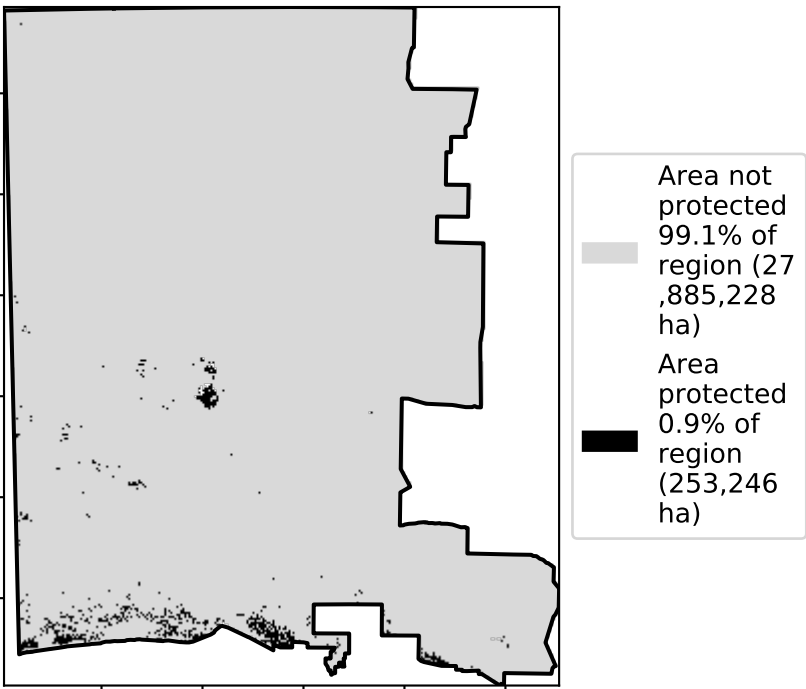 Area not
protected
99.1% of
region (27
,885,228
ha)
Area
protected
0.9% of
region
(253,246
ha)